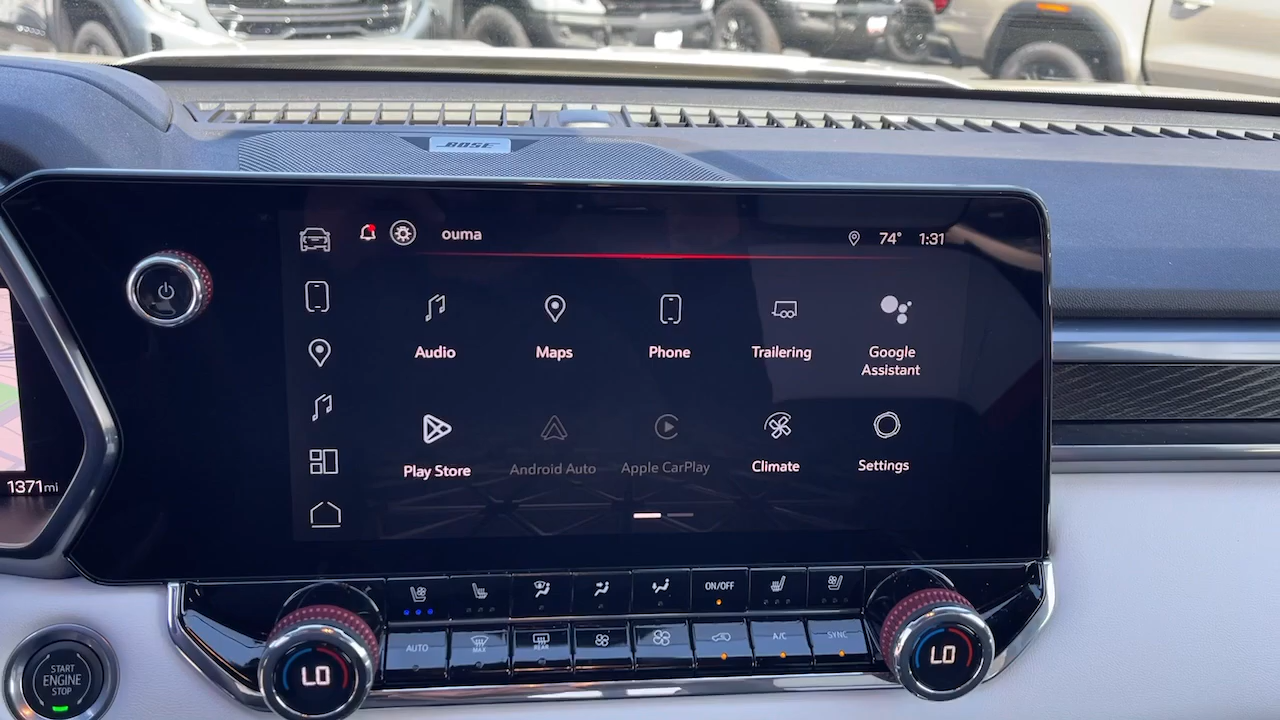 BOSE
ouma
74° 1:31
Audio
Maps
Phone
Trailering
Google
Assistant
Play Store
Android Auto
Apple CarPlay
Climate
Settings
1371mi
ON/OFF
AUTO
MAX
REAR
A/C
SYNC
START
ENGINE
STOP
LO
LO